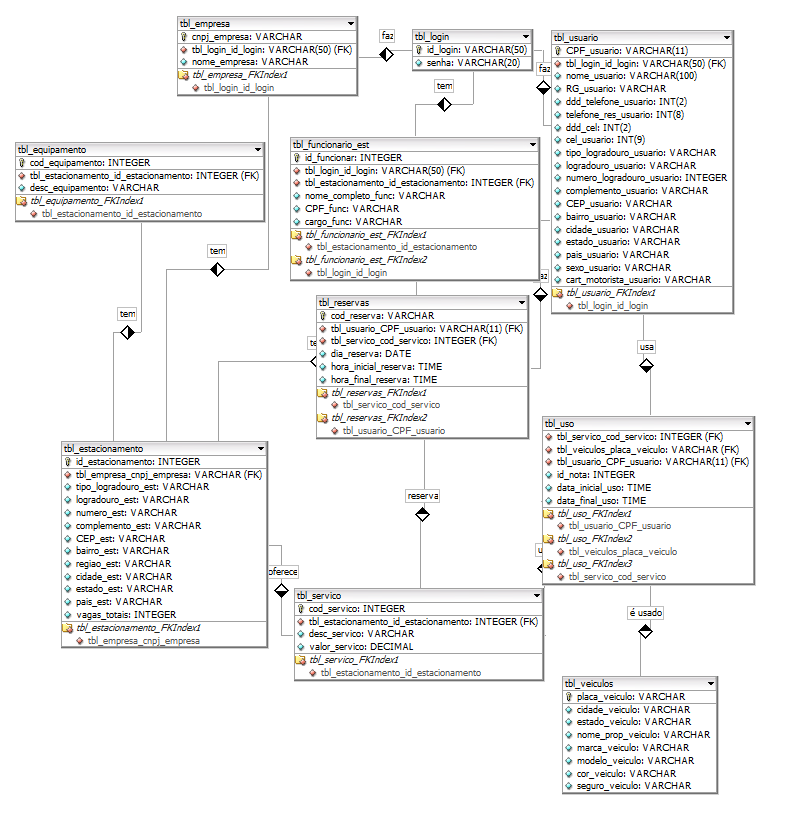 tbl_empresa
cnpj_empresa: VARCHAR
tbl_login_id_login: VARCHAR(50) (FK)
nome_empresa: VARCHAR
tbl_empresa_FKIndex1
tbl_login_id_login
faz
tbl_login
id_login: VARCHAR(50)
senha: VARCHAR(20)
tem
faz
tbl_usuario
CPF_usuario: VARCHAR(11)
tbl_login_id_login: VARCHAR(50) (FK)
nome_usuario: VARCHAR(100)
RG_usuario: VARCHAR
ddd_telefone_usuario: INT(2)
telefone_res_usuario: INT(8)
ddd_cel: INT(2)
cel_usuario: INT(9)
tipo_logradouro_usuario: VARCHAR
logradouro_usuario: VARCHAR
numero_logradouro_usuario: INTEGER
complemento_usuario: VARCHAR
CEP_usuario: VARCHAR
bairro_usuario: VARCHAR
cidade_usuario: VARCHAR
estado_usuario: VARCHAR
pais_usuario: VARCHAR
sexo_usuario: VARCHAR
cart_motorista_usuario: VARCHAR
tbl_usuario_FKIndex1
tbl_login_id_login
tbl_equipamento
cod_equipamento: INTEGER
tbl_estacionamento_id_estacionamento: INTEGER (FK)
desc_equipamento: VARCHAR
tbl_equipamento_FKIndex1
tbl_estacionamento_id_estacionamento
tbl_funcionario_est
id_funcionar: INTEGER
tbl_login_id_login: VARCHAR(50) (FK)
tbl_estacionamento_id_estacionamento: INTEGER (FK)
nome_completo_func: VARCHAR
CPF_func: VARCHAR
cargo_func: VARCHAR
tbl_funcionario_est_FKIndex1
tbl_estacionamento_id_estacionamento
tbl_funcionario_est_FKIndex2
tbl_login_id_login
tem
az
tem
te
tbl_reservas
cod_reserva: VARCHAR
tbl_usuario_CPF_usuario: VARCHAR(11) (FK)
tbl_servico_cod_servico: INTEGER (FK)
dia_reserva: DATE
hora_inicial_reserva: TIME
hora_final_reserva: TIME
tbl_reservas_FKIndex1
tbl_servico_cod_servico
tbl_reservas_FKIndex2
tbl_usuario_CPF_usuario
usa
tbl_uso
tbl_servico_cod_servico: INTEGER (FK)
tbl_veiculos_placa_veiculo: VARCHAR (FK)
tbl_usuario_CPF_usuario: VARCHAR(11) (FK)
id_nota: INTEGER
data_inicial_uso: TIME
data_final_uso: TIME
tbl_uso_FKIndex1
tbl_usuario_CPF_usuario
tbl_uso_FKIndex2
tbl_veiculos_placa_veiculo
tbl_uso_FKIndex3
tbl_servico_cod_servico
tbl_estacionamento
id_estacionamento: INTEGER
tbl_empresa_cnpj_empresa: VARCHAR (FK)
tipo_logradouro_est: VARCHAR
logradouro_est: VARCHAR
numero_est: VARCHAR
complemento_est: VARCHAR
CEP_est: VARCHAR
bairro_est: VARCHAR
regiao_est: VARCHAR
cidade_est: VARCHAR
estado_est: VARCHAR
pais_est: VARCHAR
vagas_totais: INTEGER
tbl_estacionamento_FKIndex1
tbl_empresa_cnpj_empresa
reserva
oferece
u
tbl_servico
cod_servico: INTEGER
tbl_estacionamento_id_estacionamento: INTEGER (FK)
desc_servico: VARCHAR
valor_servico: DECIMAL
tbl_servico_FKIndex1
tbl_estacionamento_id_estacionamento
é usado
tbl_veiculos
placa_veiculo: VARCHAR
cidade_veiculo: VARCHAR
estado_veiculo: VARCHAR
nome_prop_veiculo: VARCHAR
marca_veiculo: VARCHAR
modelo_veiculo: VARCHAR
cor_veiculo: VARCHAR
seguro_veiculo: VARCHAR